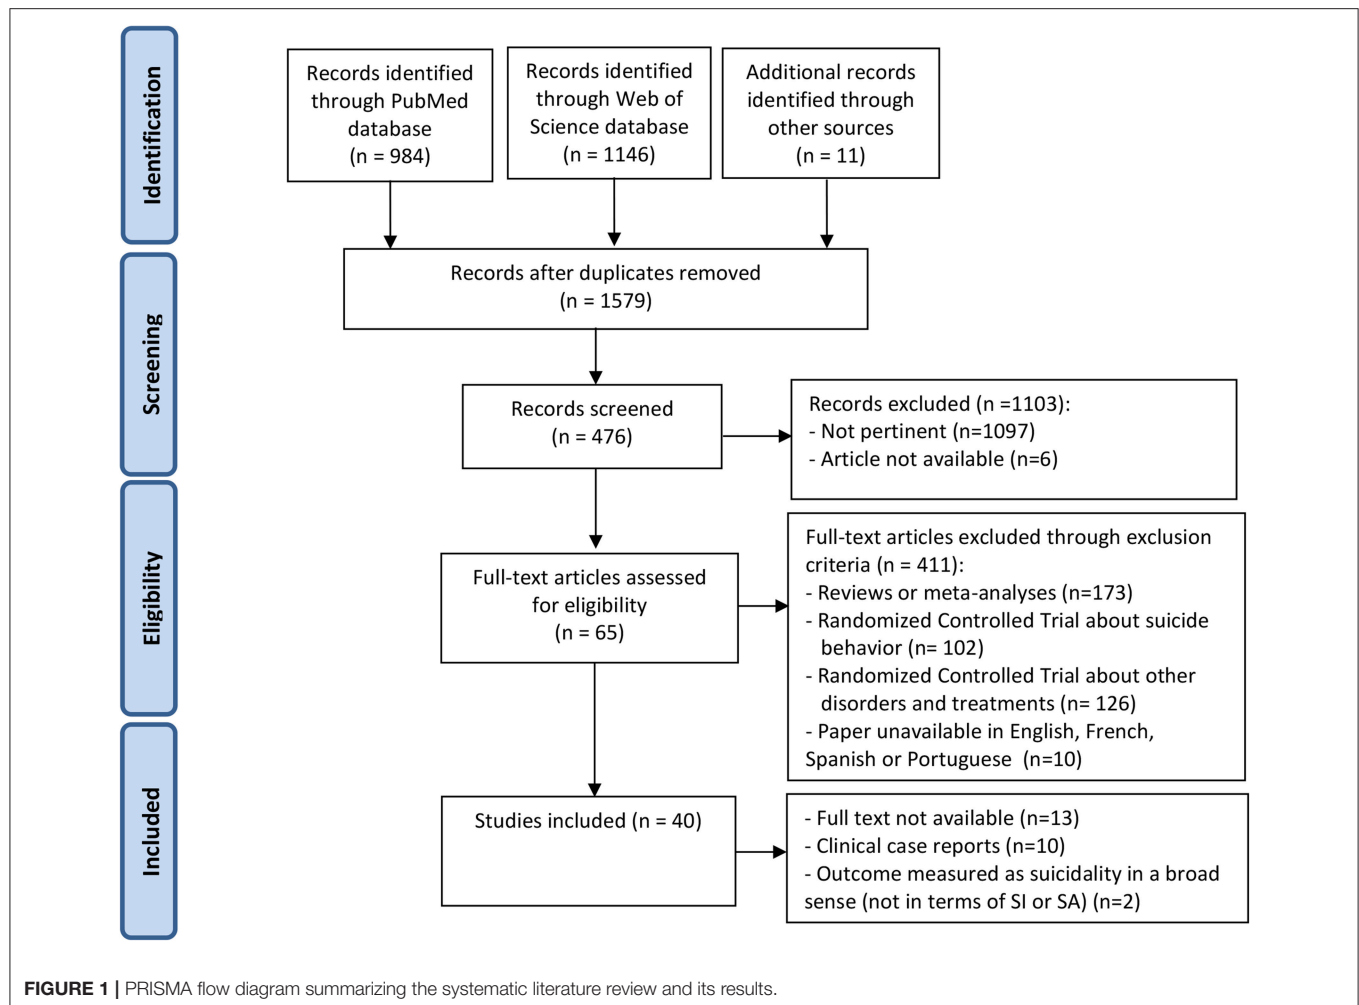 Identification
Records identified
through PubMed
database
(n = 984)
Records identified
through Web of
Science database
(n = 1146)
Additional records
identified through
other sources
(n = 11)
Screening
Records after duplicates removed
(n = 1579)
Records screened
(n = 476)
Records excluded (n =1103):
- Not pertinent (n=1097)
- Article not available (n=6)
Eligibility
Full-text articles assessed
for eligibility
(n = 65)
Full-text articles excluded through exclusion
criteria (n = 411):
- Reviews or meta-analyses (n=173)
- Randomized Controlled Trial about suicide
behavior (n= 102)
- Randomized Controlled Trial about other
disorders and treatments (n= 126)
- Paper unavailable in English, French,
Spanish or Portuguese (n=10)
Included
Studies included (n = 40)
- Full text not available (n=13)
- Clinical case reports (n=10)
- Outcome measured as suicidality in a broad
sense (not in terms of SI or SA) (n=2)
FIGURE 1 | PRISMA flow diagram summarizing the systematic literature review and its results.